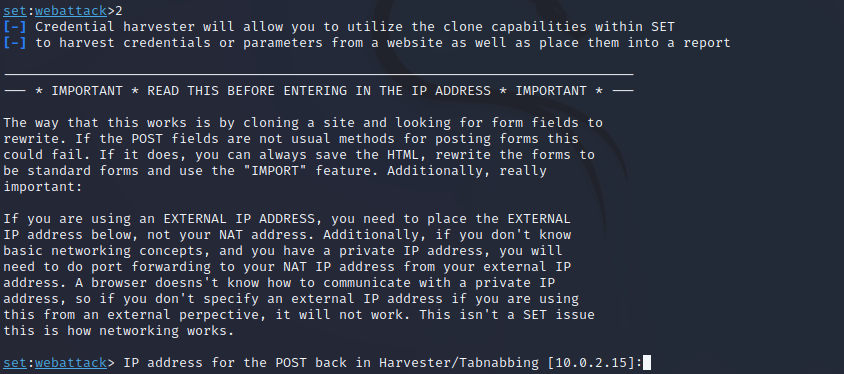 set:webattack>2
[-] Credential harvester will allow you to utilize the clone capabilities within SET
[-] to harvest credentials or parameters from a website as well as place them into a report
--- * IMPORTANT * READ THIS BEFORE ENTERING IN THE IP ADDRESS * IMPORTANT * ---
The way that this works is by cloning a site and looking for form fields to
rewrite. If the POST fields are not usual methods for posting forms this
could fail. If it does, you can always save the HTML, rewrite the forms to
be standard forms and use the "IMPORT" feature. Additionally, really
important:
If you are using an EXTERNAL IP ADDRESS, you need to place the EXTERNAL
IP address below, not your NAT address. Additionally, if you don't know
basic networking concepts, and you have a private IP address, you will
need to do port forwarding to your NAT IP address from your external IP
address. A browser doesns't know how to communicate with a private IP
address, so if you don't specify an external IP address if you are using
this from an external perpective, it will not work. This isn't a SET issue
this is how networking works.
set:webattack> IP address for the POST back in Harvester/Tabnabbing [10.0.2.15]: